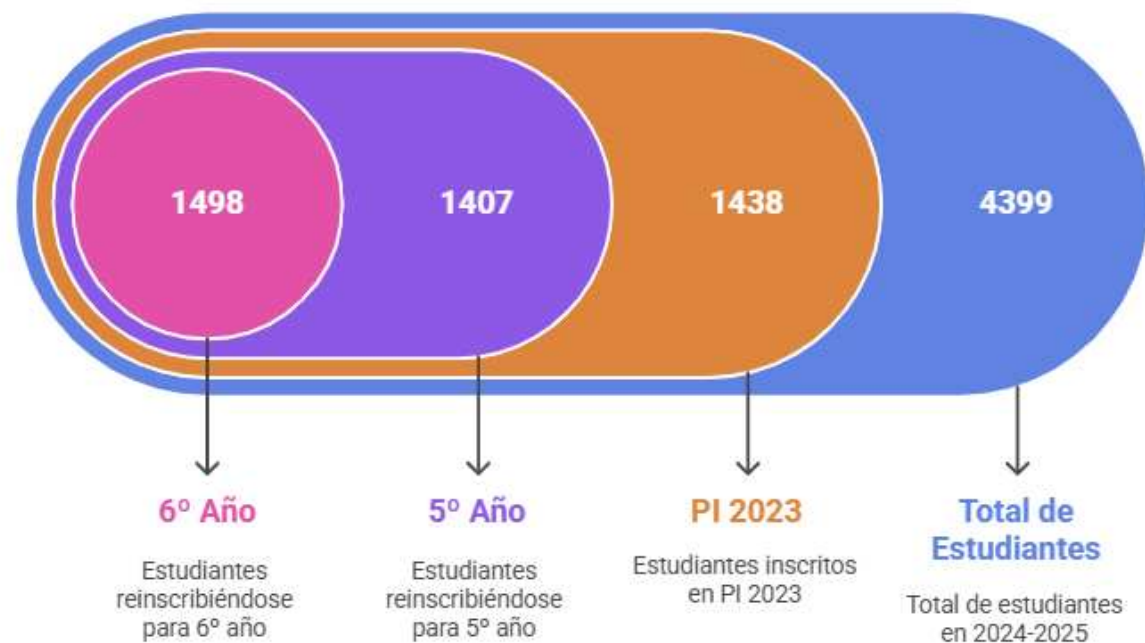 1498
1407
1438
4399
6º Año
Estudiantes
reinscribiéndose
para 6º año
5º Año
Estudiantes
reinscribiéndose
para 5º año
PI 2023
Estudiantes inscritos
en PI 2023
Total de
Estudiantes
Total de estudiantes
en 2024-2025